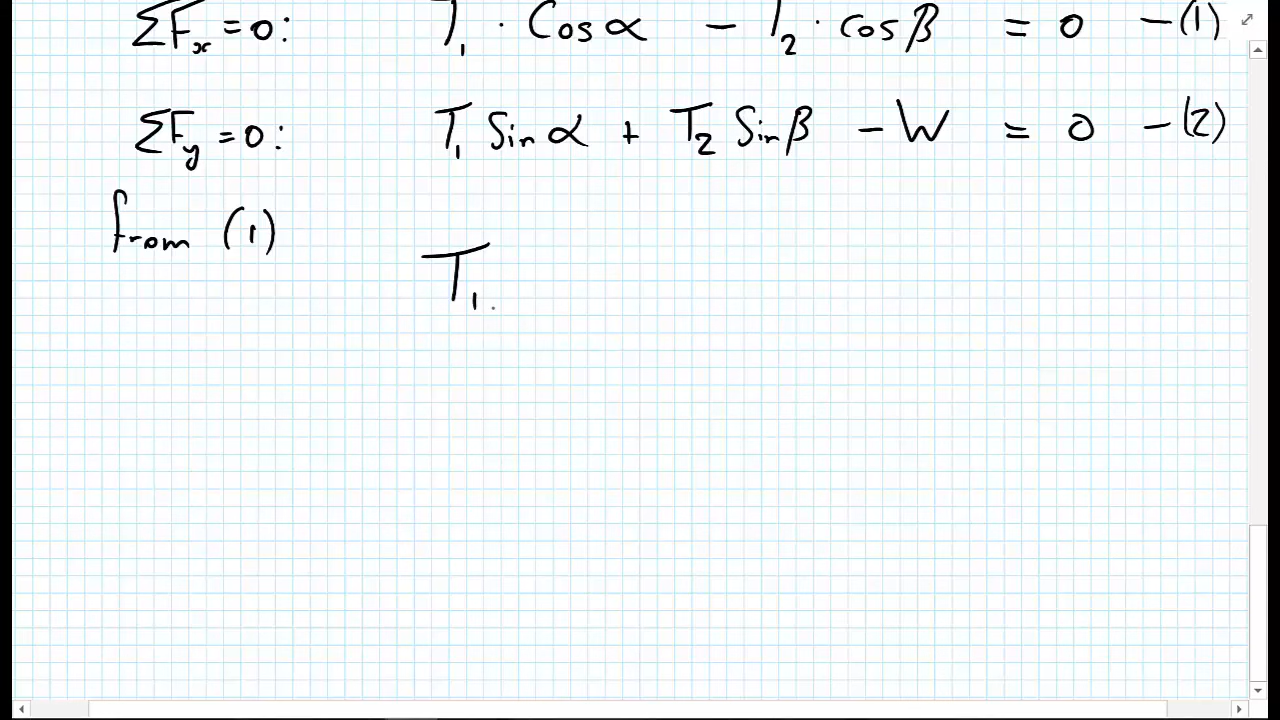 ΣFx = 0: T1 · Cos α - T2 · cos β = 0 - (1)
ΣFy = 0: T1 Sin α + T2 Sin β - W = 0 - (2)
from (1)
T1